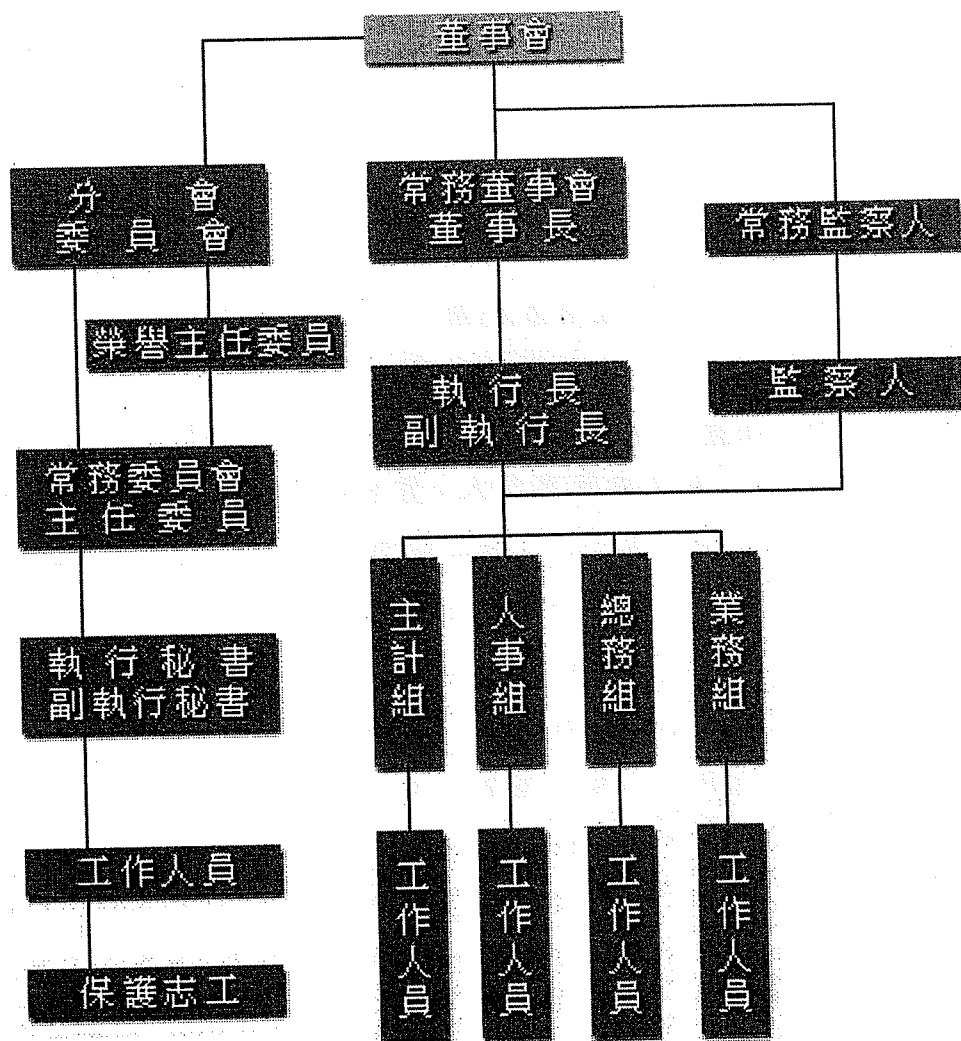 董事會
分會
委員會
常務董事會
董事長
常務監察人
榮譽主任委員
執行長
副執行長
監察人
常務委員會
主任委員
主計組
人事組
總務組
業務組
執行秘書
副執行秘書
工作人員
工作人員
工作人員
工作人員
工作人員
保護志工